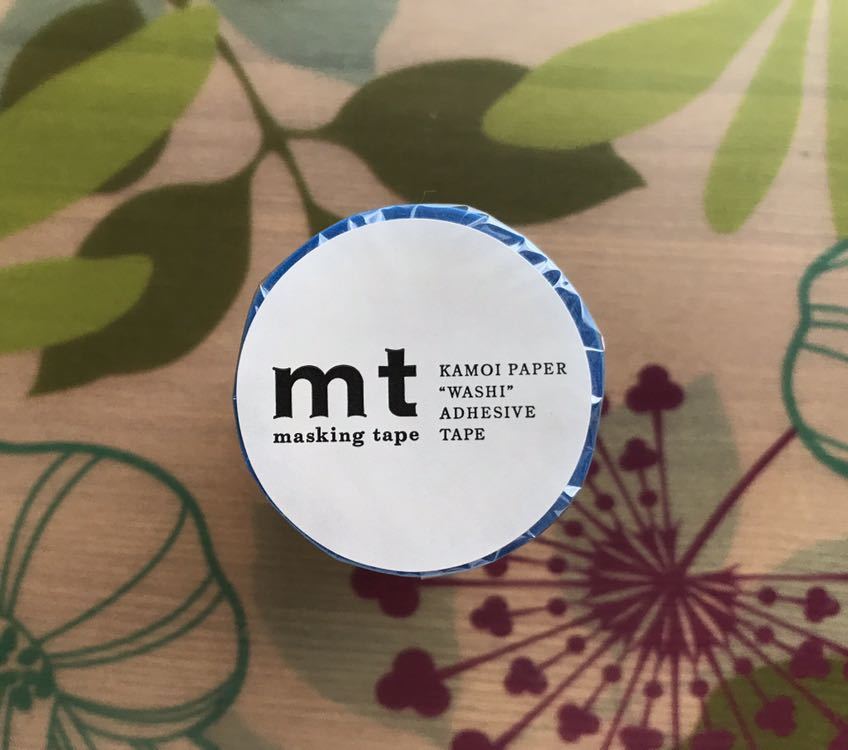 mt
masking tape
KAMOI PAPER
“WASHI”
ADHESIVE
TAPE